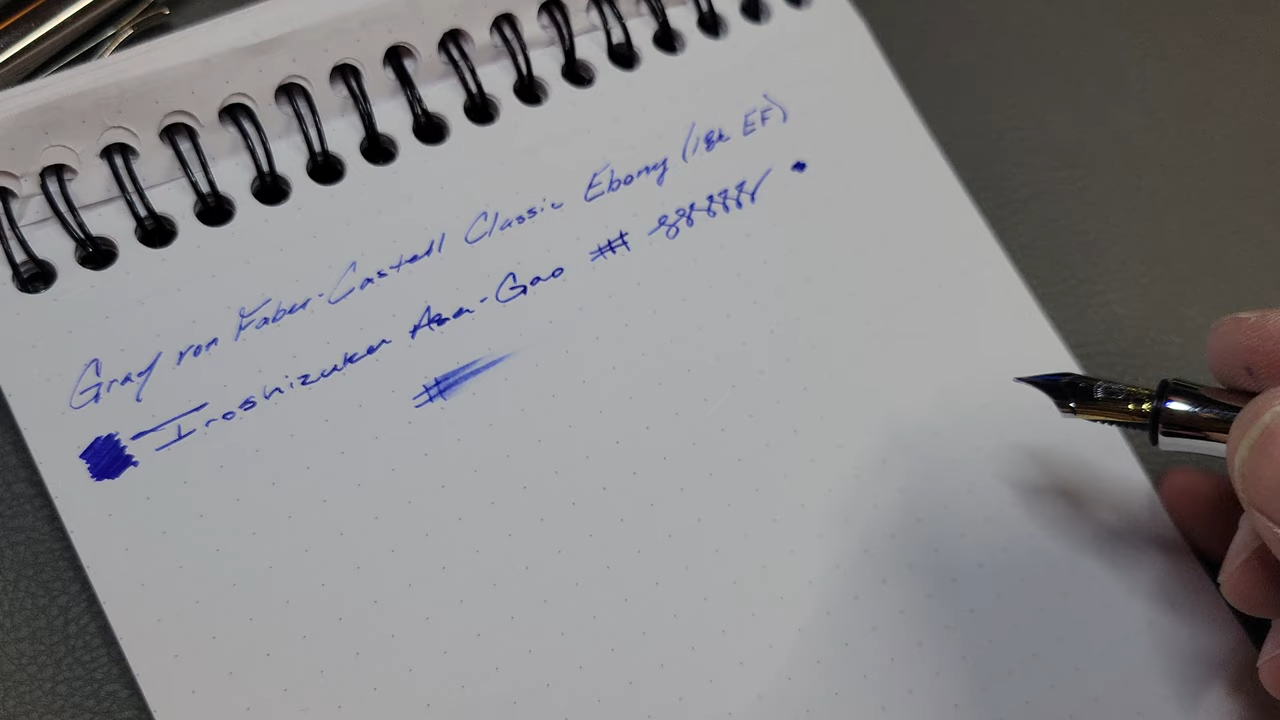 Graf von Faber-Castell Classic Ebony (18k EF)
Iroshizuku Asa-Gao ## 
#